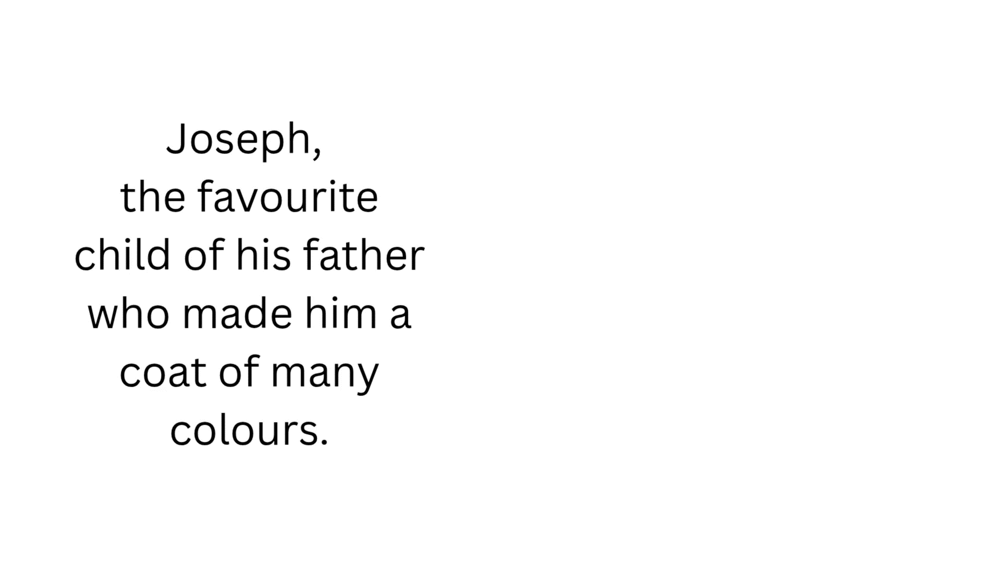 Joseph,
the favourite
child of his father
who made him a
coat of many
colours.